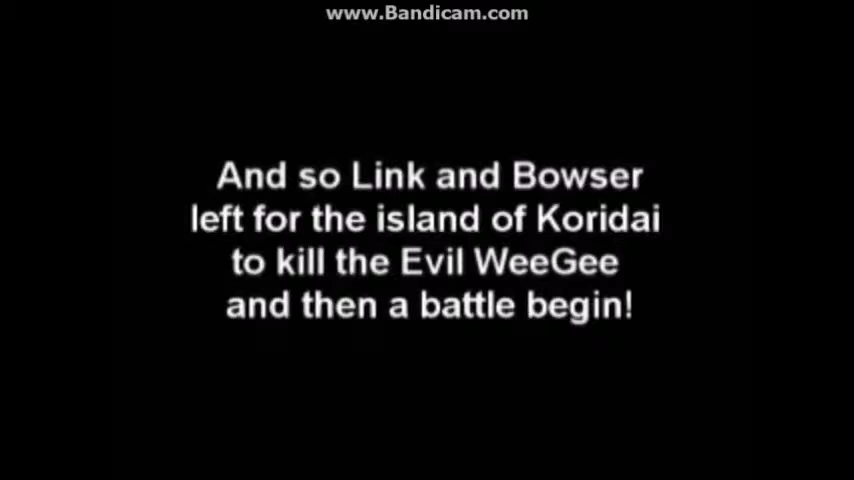 www.Bandicam.com
And so Link and Bowser
left for the island of Koridai
to kill the Evil WeeGee
and then a battle begin!